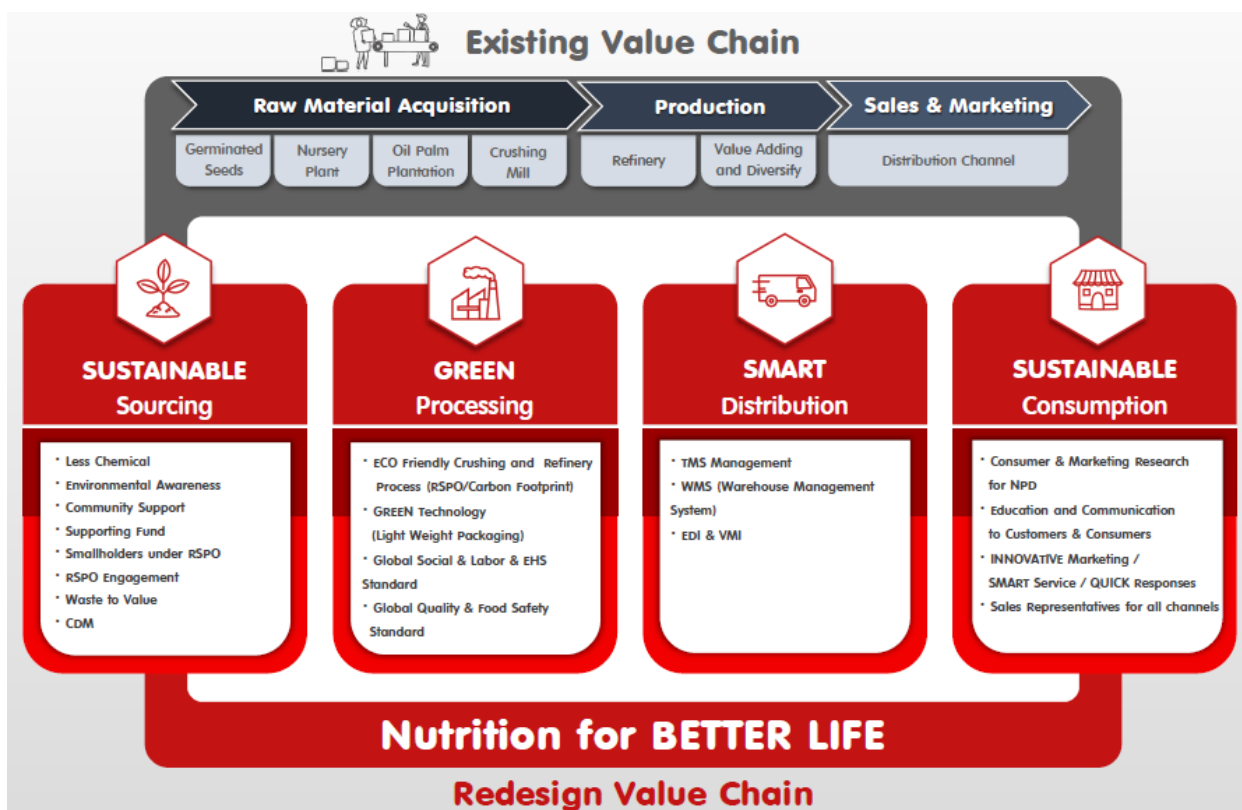 Existing Value Chain
Raw Material Acquisition
Production
Sales & Marketing
Germinated
Seeds
Nursery
Plant
Oil Palm
Plantation
Crushing
Mill
Refinery
Value Adding
and Diversify
Distribution Channel
SUSTAINABLE
Sourcing
• Less Chemical
• Environmental Awareness
• Community Support
• Supporting Fund
• Smallholders under RSPO
• RSPO Engagement
• Waste to Value
• CDM
GREEN
Processing
• ECO Friendly Crushing and Refinery
Process (RSPO/Carbon Footprint)
• GREEN Technology
(Light Weight Packaging)
• Global Social & Labor & EHS
Standard
• Global Quality & Food Safety
Standard
SMART
Distribution
• TMS Management
• WMS (Warehouse Management
System)
• EDI & VMI
SUSTAINABLE
Consumption
• Consumer & Marketing Research
for NPD
• Education and Communication
to Customers & Consumers
• INNOVATIVE Marketing /
SMART Service / QUICK Responses
• Sales Representatives for all channels
Nutrition for BETTER LIFE
Redesign Value Chain